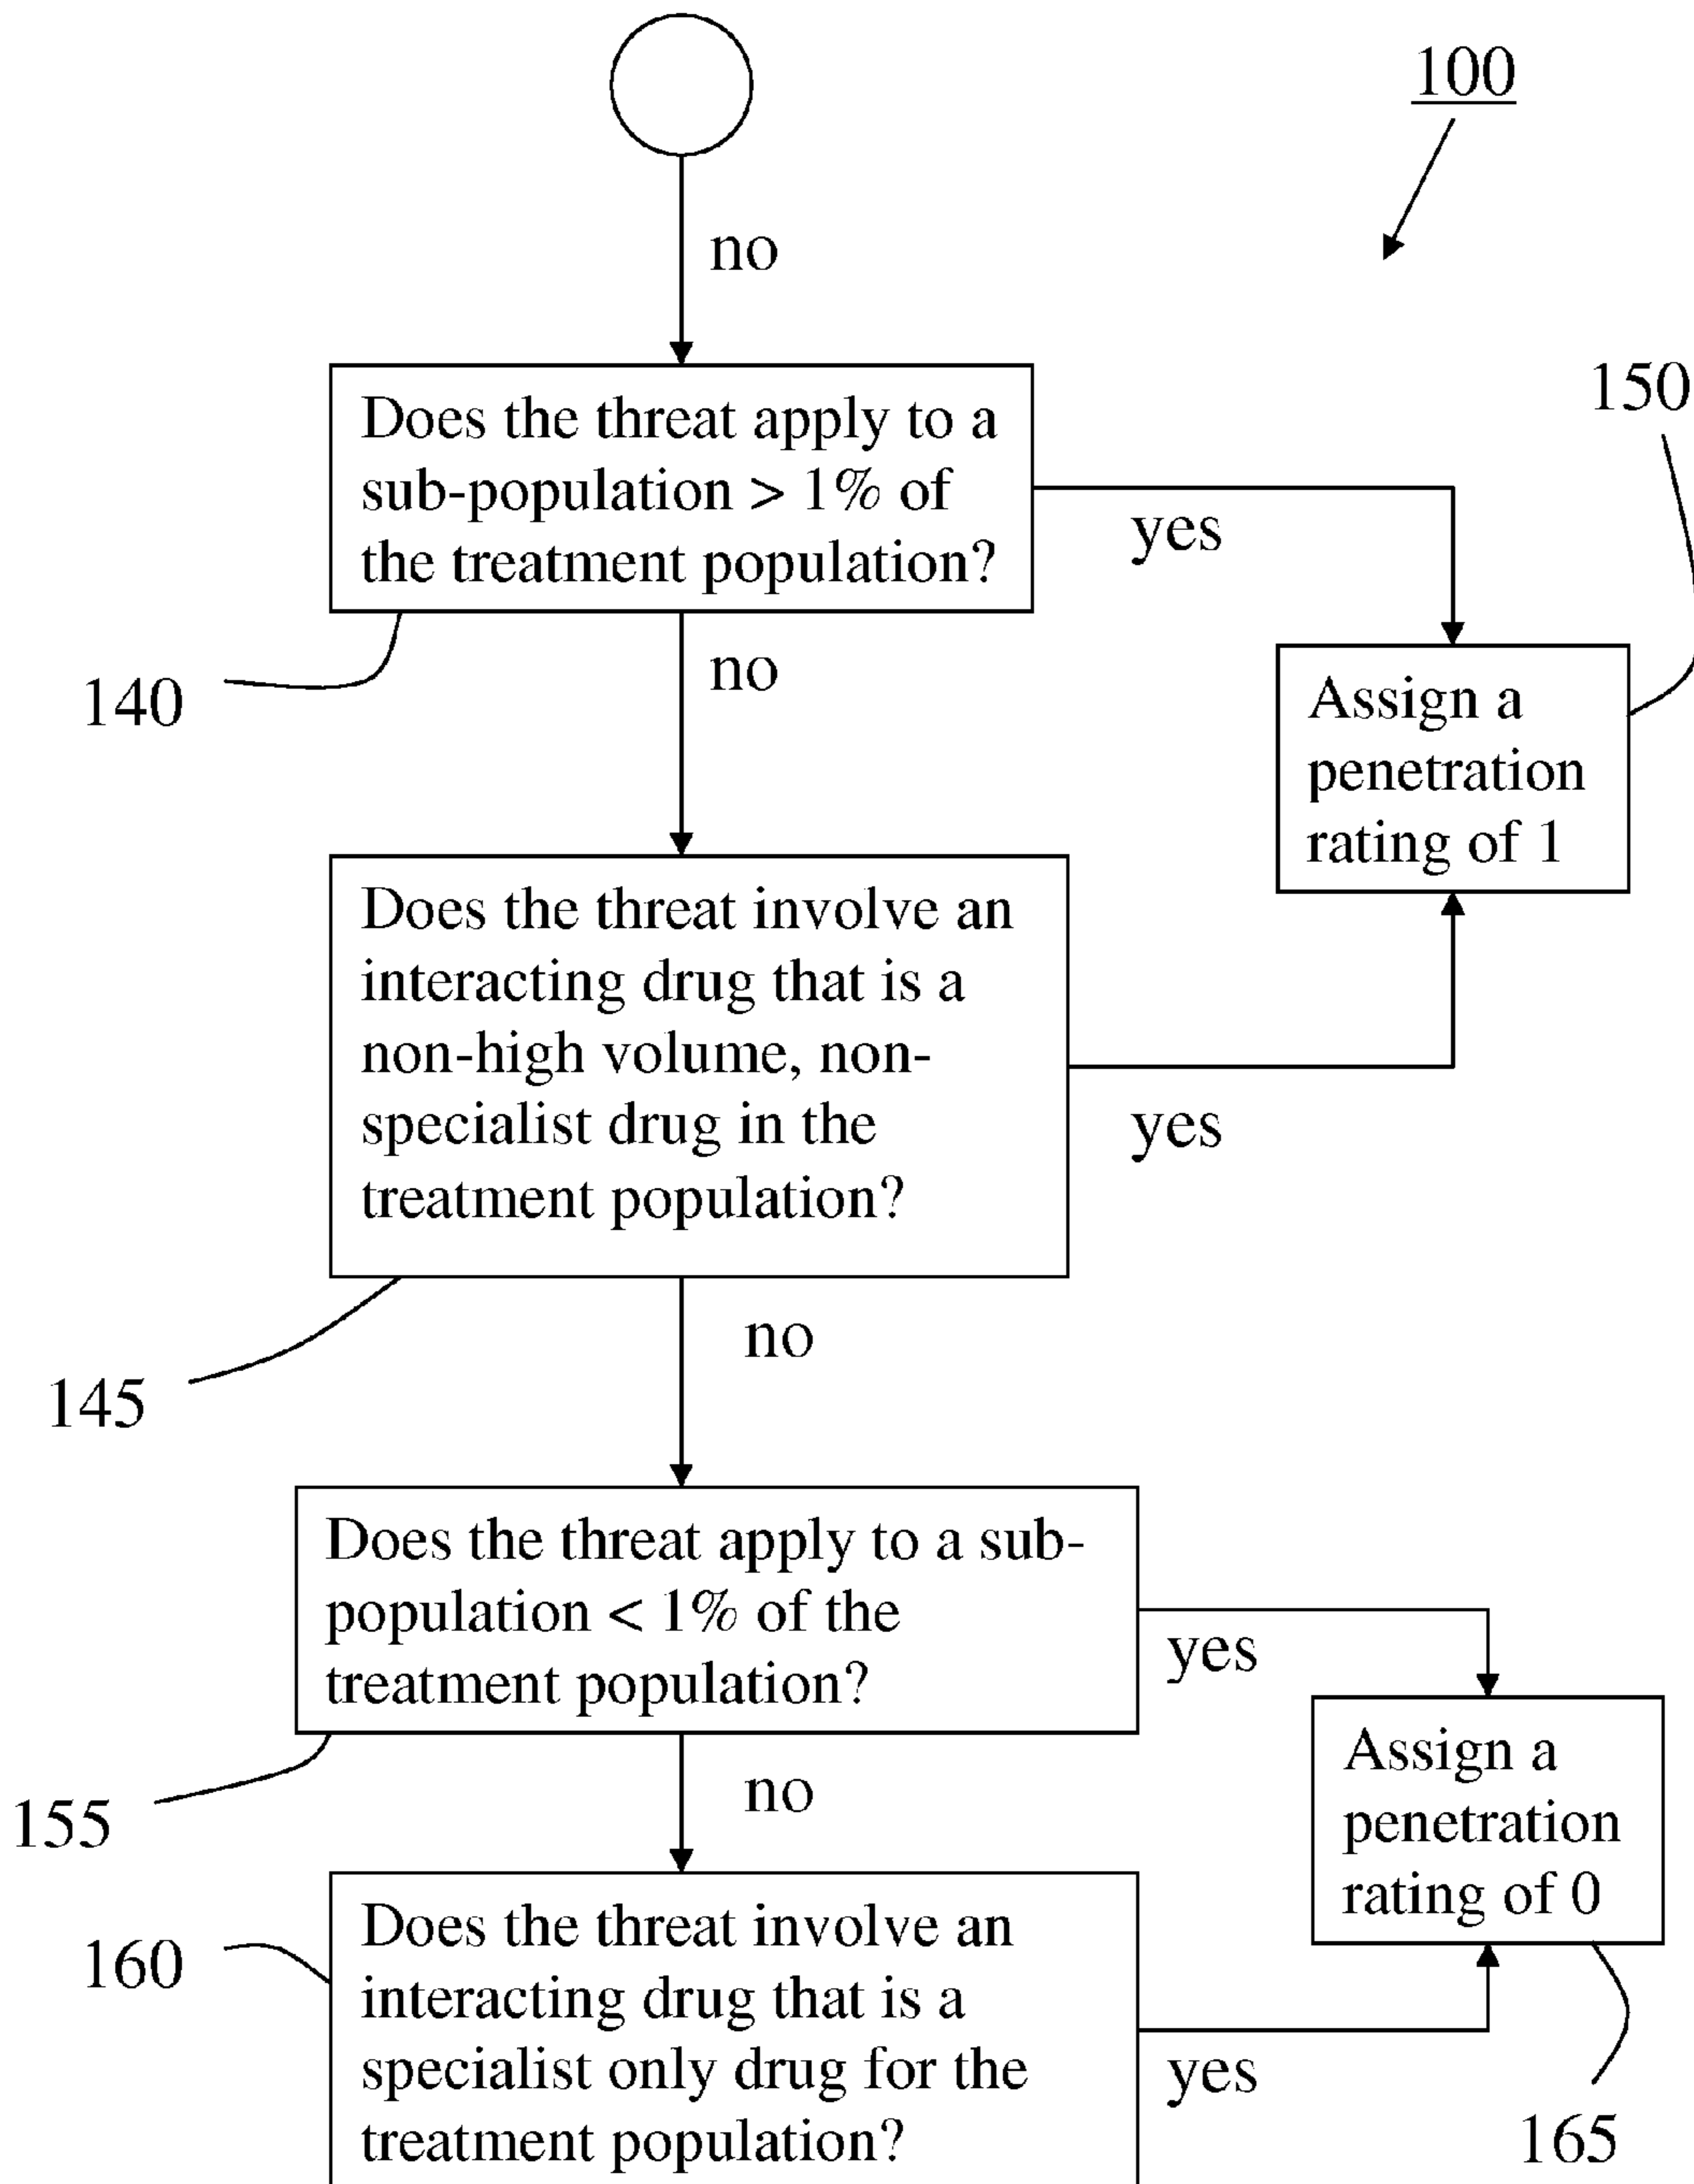 100
no
Does the threat apply to a
sub-population > 1% of
the treatment population?
yes
150
140
no
Assign a
penetration
rating of 1
Does the threat involve an
interacting drug that is a
non-high volume, non-
specialist drug in the
treatment population?
yes
145
no
Does the threat apply to a sub-
population < 1% of the
treatment population?
yes
155
no
Assign a
penetration
rating of 0
160
Does the threat involve an
interacting drug that is a
specialist only drug for the
treatment population?
yes
165